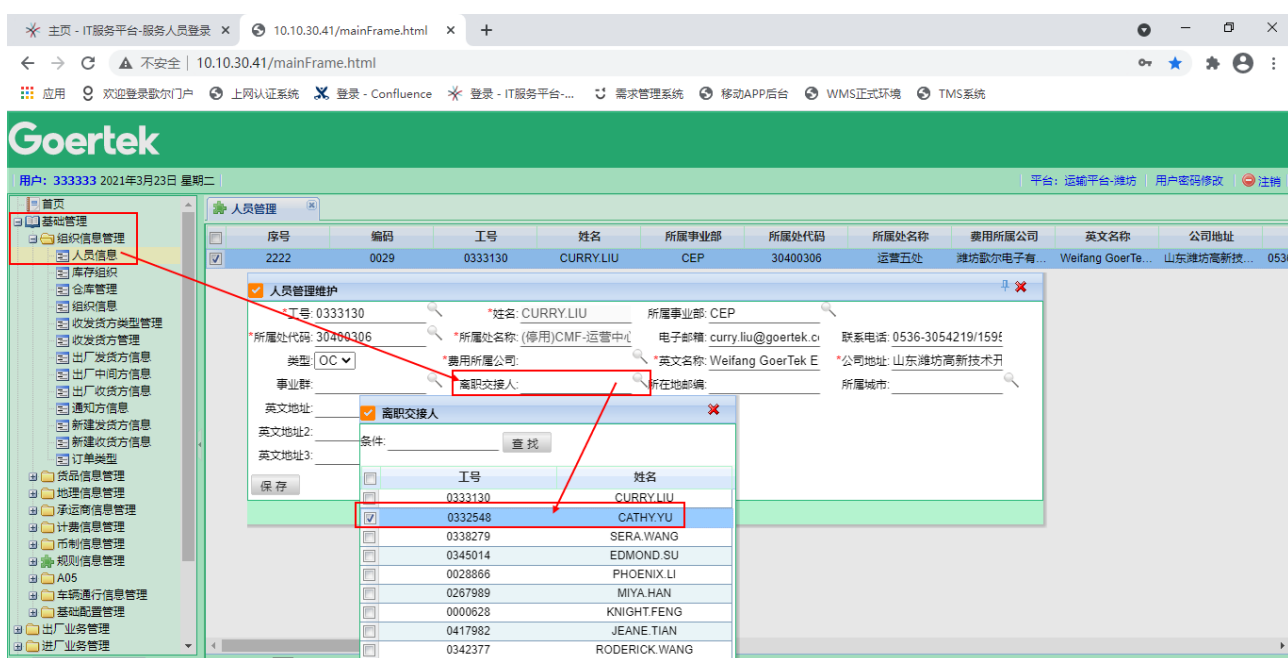 主页 - IT服务平台-服务人员登录
10.10.30.41/mainFrame.html
不安全 | 10.10.30.41/mainFrame.html
应用 欢迎登录歌尔门户 上网认证系统 登录 - Confluence 登录 - IT服务平台-... 需求管理系统 移动APP后台 WMS正式环境 TMS系统
Goertek
用户: 333333 2021年3月23日 星期二
平台: 运输平台-潍坊 用户密码修改 注销
首页
基础管理
组织信息管理
人员信息
库存组织
仓库管理
组织信息
收发货方类型管理
收发货方管理
出厂发货方信息
出厂中间方信息
出厂收货方信息
通知方信息
新建发货方信息
新建收货方信息
订单类型
货品信息管理
地理信息管理
承运商信息管理
计费信息管理
币制信息管理
规则信息管理
A05
车辆通行信息管理
基础配置管理
出厂业务管理
进厂业务管理
人员管理
序号 编码 工号 姓名 所属事业部 所属处代码 所属处名称 费用所属公司 英文名称 公司地址
2222 0029 0333130 CURRY.LIU CEP 30400306 运营五处 潍坊歌尔电子有... Weifang GoerTe... 山东潍坊高新技... 053
人员管理维护
*工号: 0333130 *姓名: CURRY.LIU 所属事业部: CEP
*所属处代码: 30400306 *所属处名称: (停用)CMF-运营中心 电子邮箱: curry.liu@goertek.co 联系电话: 0536-3054219/1595
类型: OC *费用所属公司: *英文名称: Weifang GoerTek E *公司地址: 山东潍坊高新技术开
事业群: 离职交接人: 所在地邮编: 所属城市:
英文地址:
英文地址2:
英文地址3:
保存
离职交接人
条件: 查找
工号 姓名
0333130 CURRY.LIU
0332548 CATHY.YU
0338279 SERA.WANG
0345014 EDMOND.SU
0028866 PHOENIX.LI
0267989 MIYA.HAN
0000628 KNIGHT.FENG
0417982 JEANE.TIAN
0342377 RODERICK.WANG